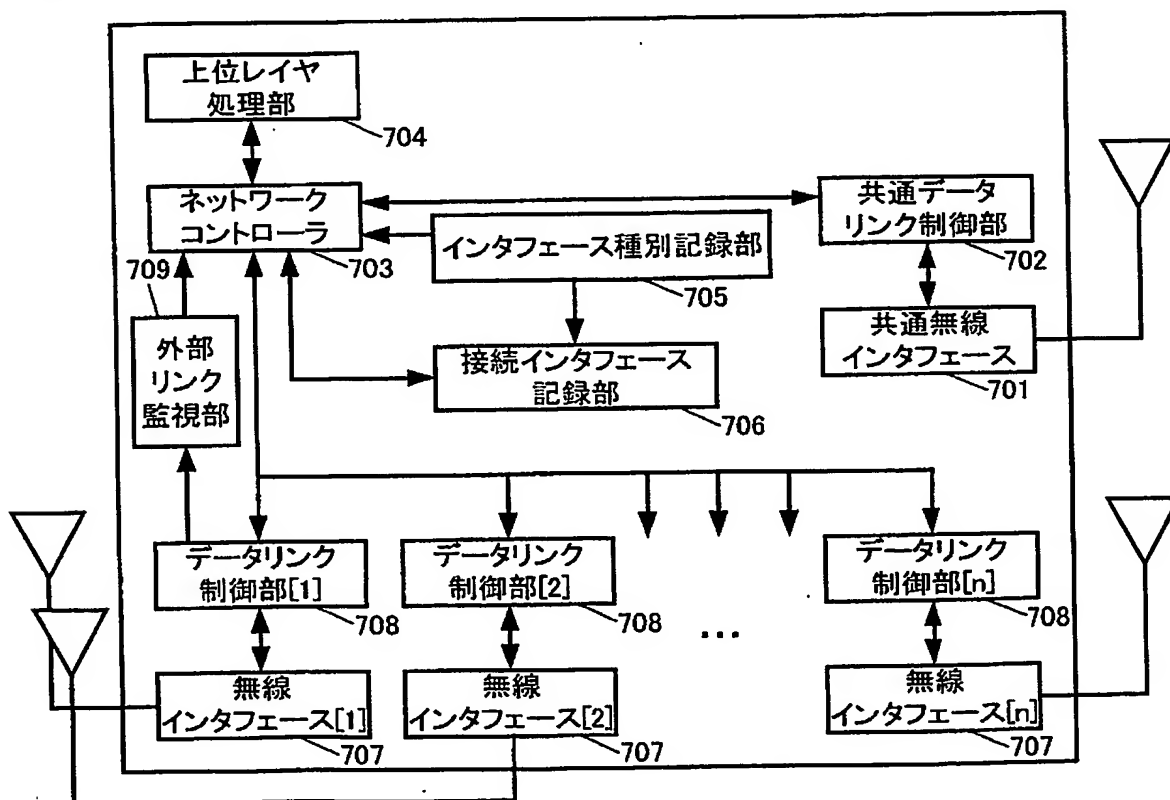 上位レイヤ
処理部
704
ネットワーク
コントローラ
703
共通データ
リンク制御部
702
インタフェース種別記録部
705
709
外部
リンク
監視部
接続インタフェース
記録部
706
共通無線
インタフェース
701
データリンク
制御部[1]
708
データリンク
制御部[2]
708
...
データリンク
制御部[n]
708
無線
インタフェース[1]
707
無線
インタフェース[2]
707
無線
インタフェース[n]
707